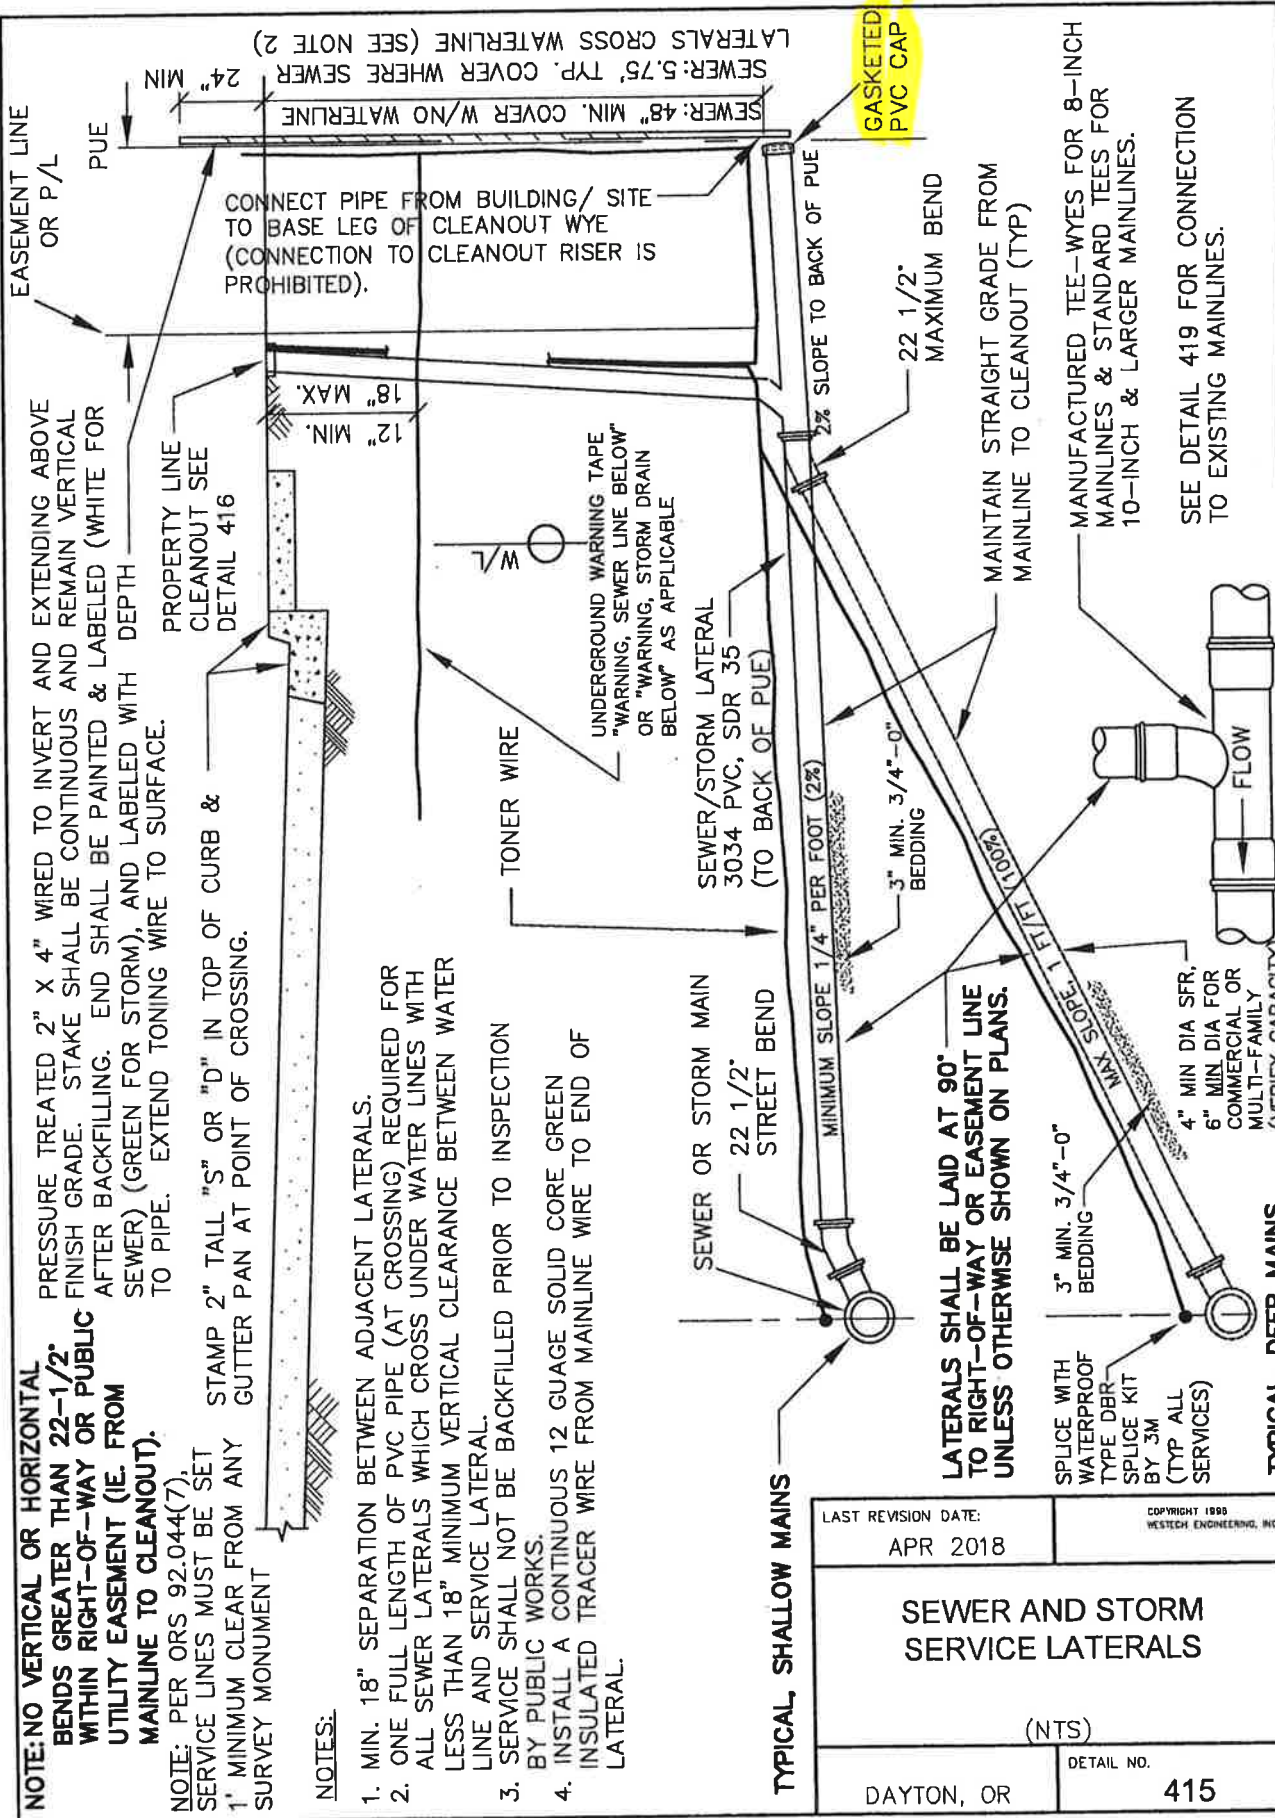 NOTE: NO VERTICAL OR HORIZONTAL
BENDS GREATER THAN 22-1/2°
WITHIN RIGHT-OF-WAY OR PUBLIC
UTILITY EASEMENT (IE. FROM
MAINLINE TO CLEANOUT).
NOTE: PER ORS 92.044(7),
SERVICE LINES MUST BE SET
1' MINIMUM CLEAR FROM ANY
SURVEY MONUMENT
PRESSURE TREATED 2" X 4" WIRED TO INVERT AND EXTENDING ABOVE
FINISH GRADE. STAKE SHALL BE CONTINUOUS AND REMAIN VERTICAL
AFTER BACKFILLING. END SHALL BE PAINTED & LABELED (WHITE FOR
SEWER) (GREEN FOR STORM), AND LABELED WITH DEPTH
TO PIPE. EXTEND TONING WIRE TO SURFACE.
STAMP 2" TALL "S" OR "D" IN TOP OF CURB &
GUTTER PAN AT POINT OF CROSSING.
PROPERTY LINE
CLEANOUT SEE
DETAIL 416
EASEMENT LINE
OR P/L
PUE
24" MIN
SEWER: 48" MIN. COVER W/NO WATERLINE
SEWER: 5.75' TYP. COVER WHERE SEWER
LATERALS CROSS WATERLINE (SEE NOTE 2)
CONNECT PIPE FROM BUILDING/ SITE
TO BASE LEG OF CLEANOUT WYE
(CONNECTION TO CLEANOUT RISER IS
PROHIBITED).
12" MIN.
18" MAX.
W/L
GASKETED
PVC CAP
NOTES:
1. MIN. 18" SEPARATION BETWEEN ADJACENT LATERALS.
2. ONE FULL LENGTH OF PVC PIPE (AT CROSSING) REQUIRED FOR
ALL SEWER LATERALS WHICH CROSS UNDER WATER LINES WITH
LESS THAN 18" MINIMUM VERTICAL CLEARANCE BETWEEN WATER
LINE AND SERVICE LATERAL.
3. SERVICE SHALL NOT BE BACKFILLED PRIOR TO INSPECTION
BY PUBLIC WORKS.
4. INSTALL A CONTINUOUS 12 GUAGE SOLID CORE GREEN
INSULATED TRACER WIRE FROM MAINLINE WIRE TO END OF
LATERAL.
TONER WIRE
UNDERGROUND WARNING TAPE
"WARNING, SEWER LINE BELOW"
OR "WARNING, STORM DRAIN
BELOW" AS APPLICABLE
SEWER/STORM LATERAL
3034 PVC, SDR 35
(TO BACK OF PUE)
2% SLOPE TO BACK OF PUE
22 1/2°
MAXIMUM BEND
MAINTAIN STRAIGHT GRADE FROM
MAINLINE TO CLEANOUT (TYP)
MANUFACTURED TEE-WYES FOR 8-INCH
MAINLINES & STANDARD TEES FOR
10-INCH & LARGER MAINLINES.
SEE DETAIL 419 FOR CONNECTION
TO EXISTING MAINLINES.
SEWER OR STORM MAIN
22 1/2°
STREET BEND
MINIMUM SLOPE 1/4" PER FOOT (2%)
3" MIN. 3/4"-0"
BEDDING
TYPICAL, SHALLOW MAINS
LATERALS SHALL BE LAID AT 90°
TO RIGHT-OF-WAY OR EASEMENT LINE
UNLESS OTHERWISE SHOWN ON PLANS.
MAX SLOPE, 1 FT/FT (100%)
3" MIN. 3/4"-0"
BEDDING
SPLICE WITH
WATERPROOF
TYPE DBR
SPLICE KIT
BY 3M
(TYP ALL
SERVICES)
4" MIN DIA SFR,
6" MIN DIA FOR
COMMERCIAL OR
MULTI-FAMILY
(VERIFY CAPACITY)
FLOW
TYPICAL, DEEP MAINS
LAST REVISION DATE:
APR 2018
COPYRIGHT 1998
WESTECH ENGINEERING, INC
SEWER AND STORM
SERVICE LATERALS
(NTS)
DAYTON, OR
DETAIL NO.
415